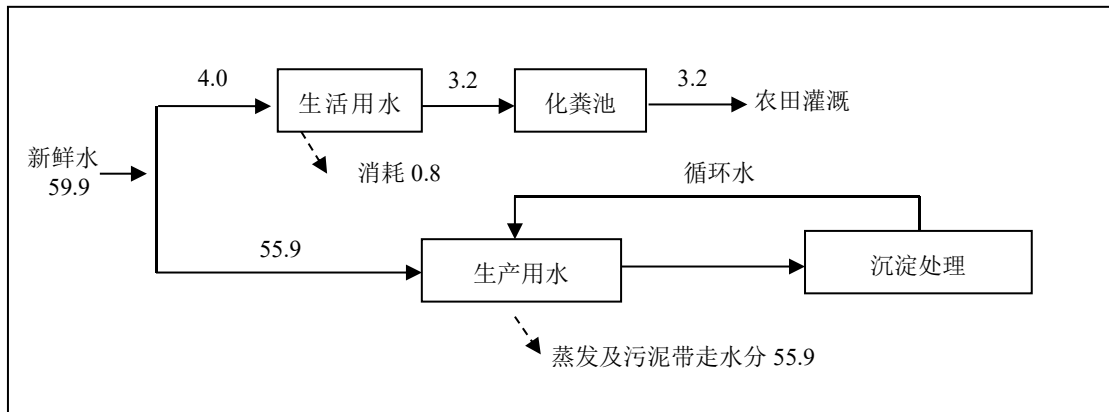 4.0
生活用水
3.2
化粪池
3.2
农田灌溉
新鲜水
59.9
消耗 0.8
循环水
55.9
生产用水
沉淀处理
蒸发及污泥带走水分 55.9